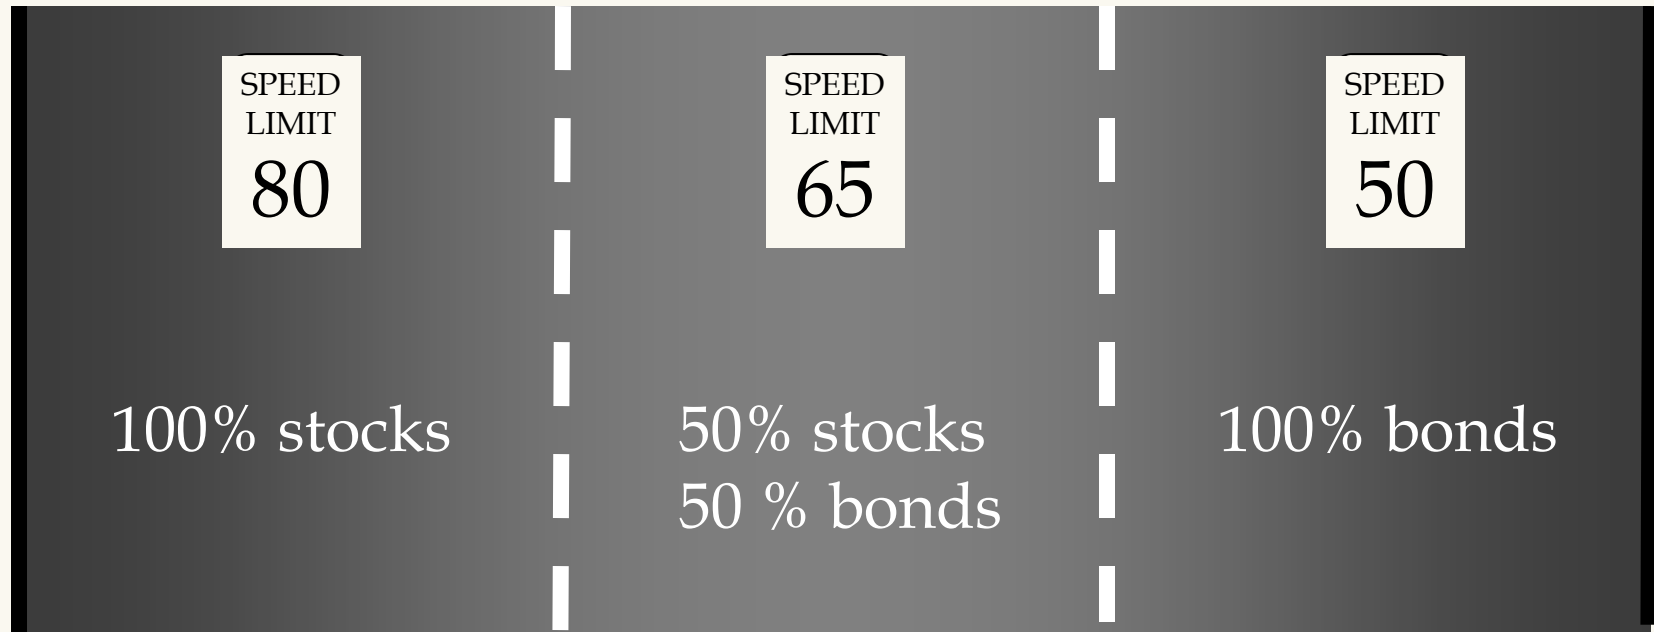 SPEED
LIMIT
80
SPEED
LIMIT
65
SPEED
LIMIT
50
100% stocks
50% stocks
50 % bonds
100% bonds